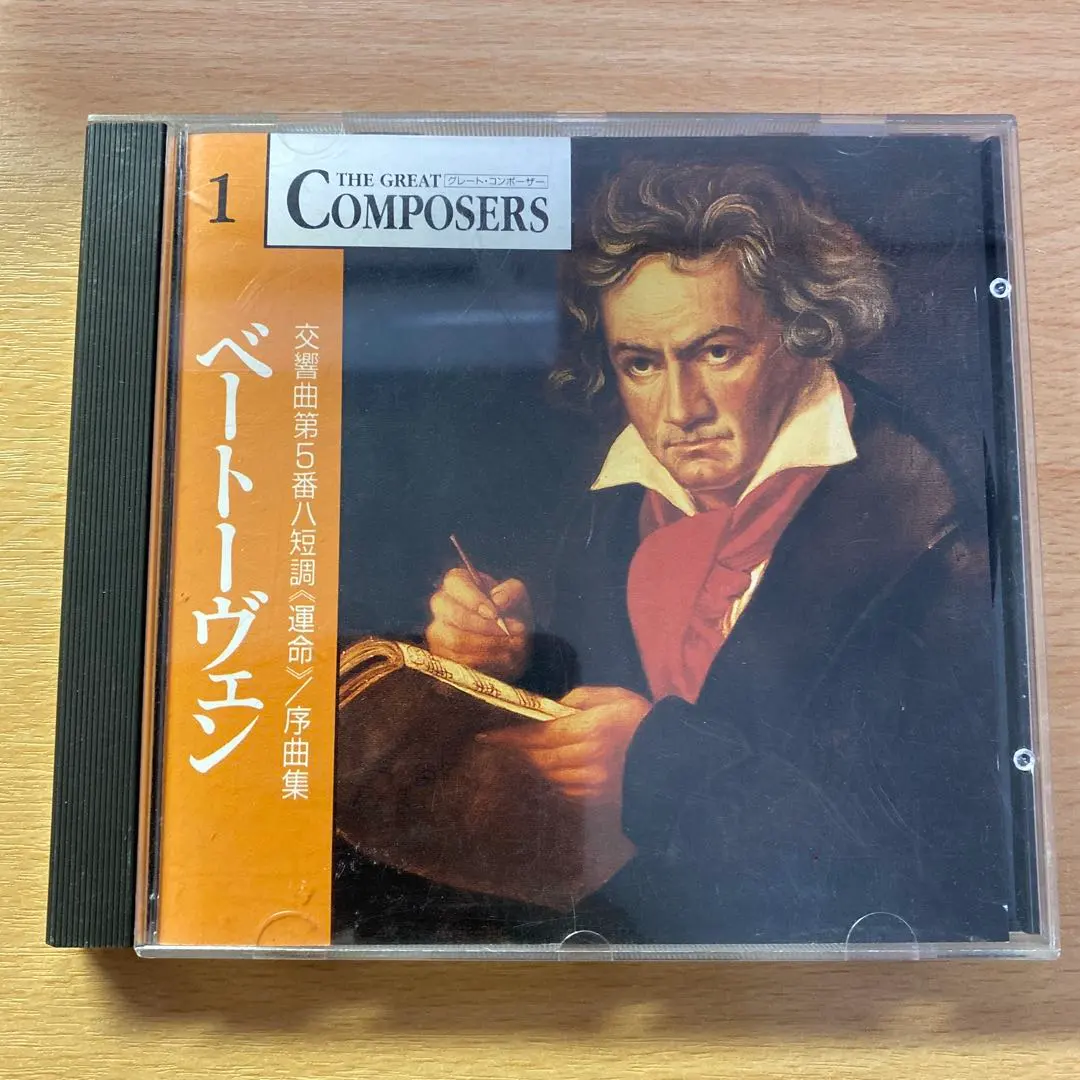 1
THE GREAT グレート・コンポーザー
COMPOSERS
ベートーヴェン
交響曲第5番ハ短調《運命》/序曲集